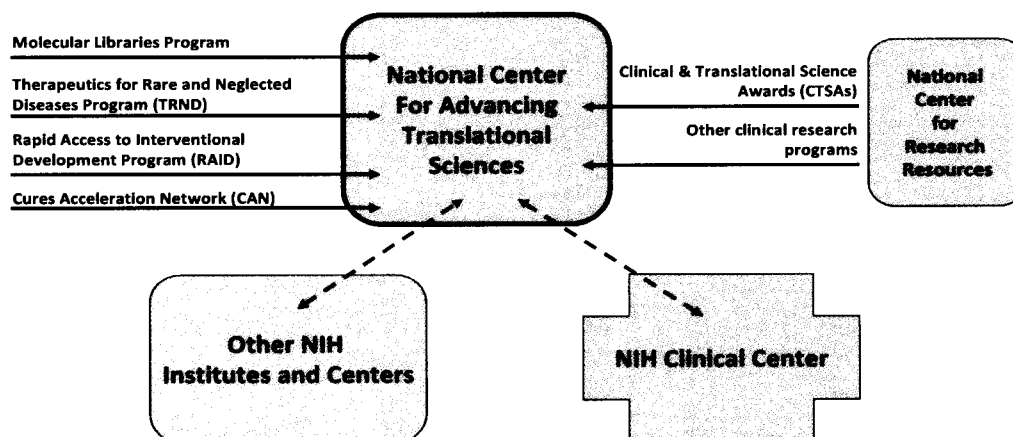 Molecular Libraries Program
Therapeutics for Rare and Neglected
Diseases Program (TRND)
Rapid Access to Interventional
Development Program (RAID)
Cures Acceleration Network (CAN)
National Center
For Advancing
Translational
Sciences
Clinical & Translational Science
Awards (CTSAs)
Other clinical research
programs
National
Center
for
Research
Resources
Other NIH
Institutes and Centers
NIH Clinical Center